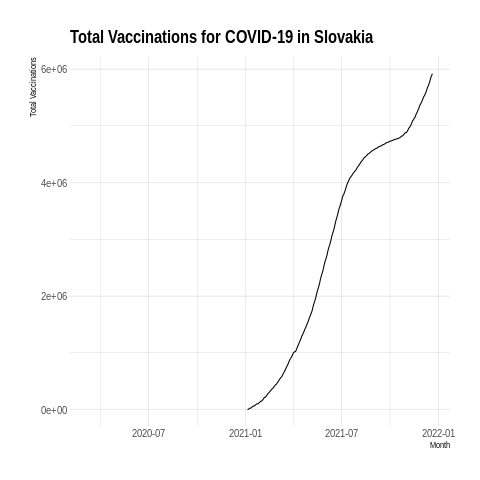 Total Vaccinations for COVID-19 in Slovakia
Total Vaccinations
6e+06
4e+06
2e+06
0e+00
2020-07 2021-01 2021-07 2022-01
Month